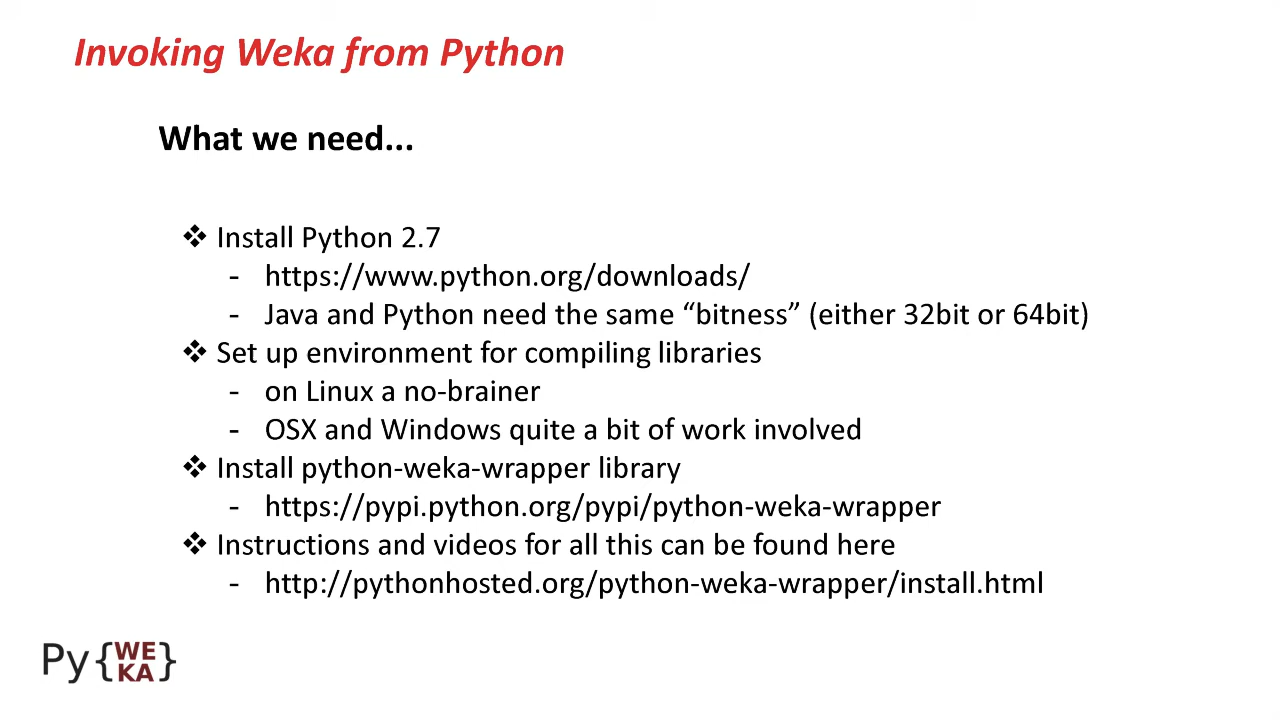 Invoking Weka from Python
What we need...
❖ Install Python 2.7
- https://www.python.org/downloads/
- Java and Python need the same “bitness” (either 32bit or 64bit)
❖ Set up environment for compiling libraries
- on Linux a no-brainer
- OSX and Windows quite a bit of work involved
❖ Install python-weka-wrapper library
- https://pypi.python.org/pypi/python-weka-wrapper
❖ Instructions and videos for all this can be found here
- http://pythonhosted.org/python-weka-wrapper/install.html
Py{WE
KA}